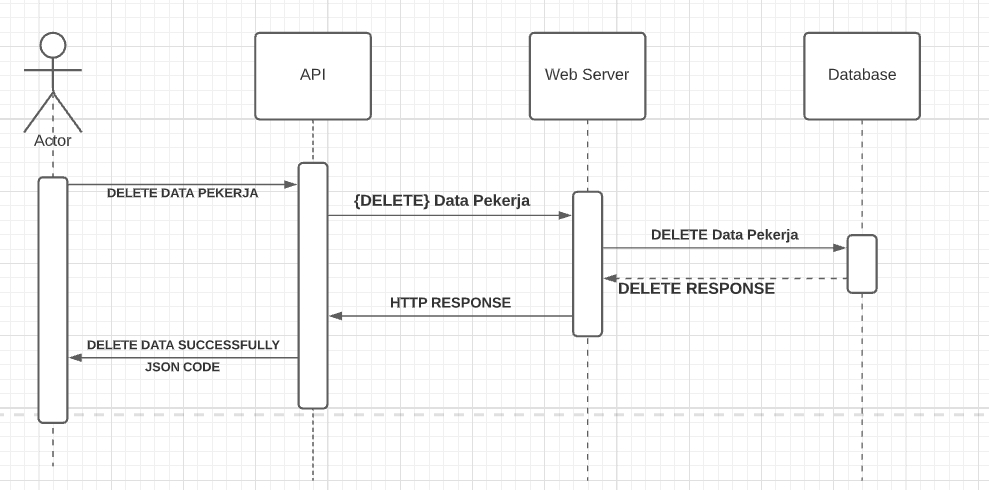 API
Web Server
Database
Actor
DELETE DATA PEKERJA
{DELETE} Data Pekerja
DELETE Data Pekerja
DELETE RESPONSE
HTTP RESPONSE
DELETE DATA SUCCESSFULLY
JSON CODE